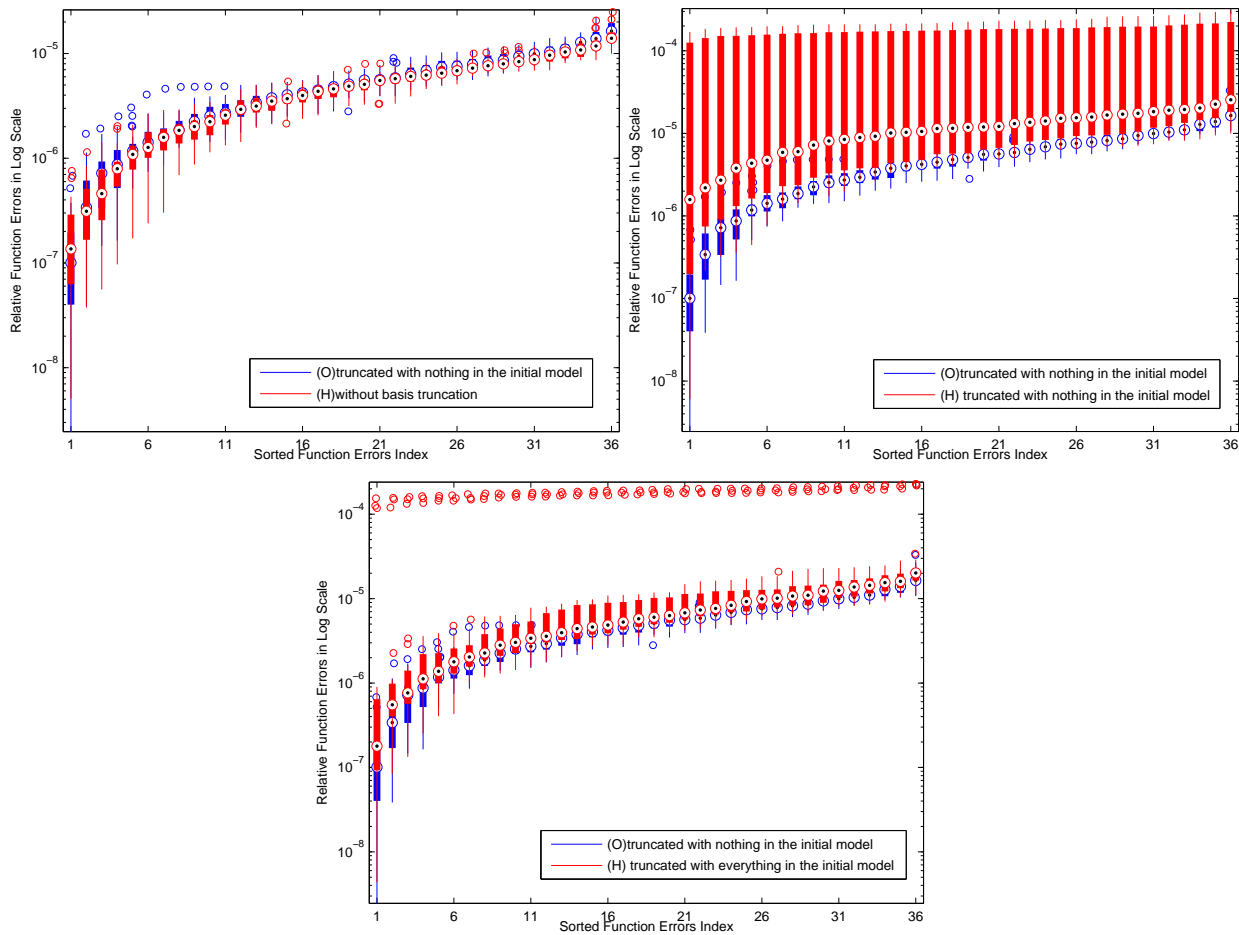 Relative Function Errors in Log Scale
10^-5
10^-6
10^-7
10^-8
(O)truncated with nothing in the initial model
(H)without basis truncation
1 6 11 16 21 26 31 36
Sorted Function Errors Index
Relative Function Errors in Log Scale
10^-4
10^-5
10^-6
10^-7
10^-8
(O)truncated with nothing in the initial model
(H) truncated with nothing in the initial model
1 6 11 16 21 26 31 36
Sorted Function Errors Index
Relative Function Errors in Log Scale
10^-4
10^-5
10^-6
10^-7
10^-8
(O)truncated with nothing in the initial model
(H) truncated with everything in the initial model
1 6 11 16 21 26 31 36
Sorted Function Errors Index